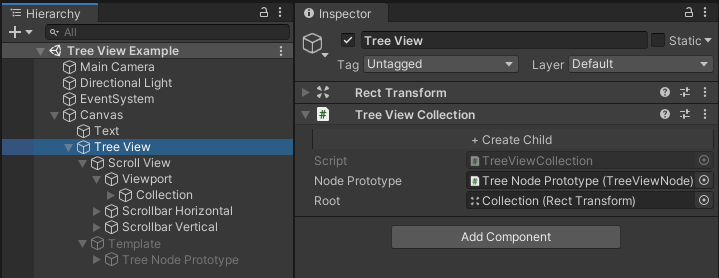 Hierarchy
All
Tree View Example
Main Camera
Directional Light
EventSystem
Canvas
Text
Tree View
Scroll View
Viewport
Collection
Scrollbar Horizontal
Scrollbar Vertical
Template
Tree Node Prototype
Inspector
Tree View
Static
Tag Untagged Layer Default
Rect Transform
# Tree View Collection
+ Create Child
Script # TreeViewCollection
Node Prototype # Tree Node Prototype (TreeViewNode)
Root Collection (Rect Transform)
Add Component